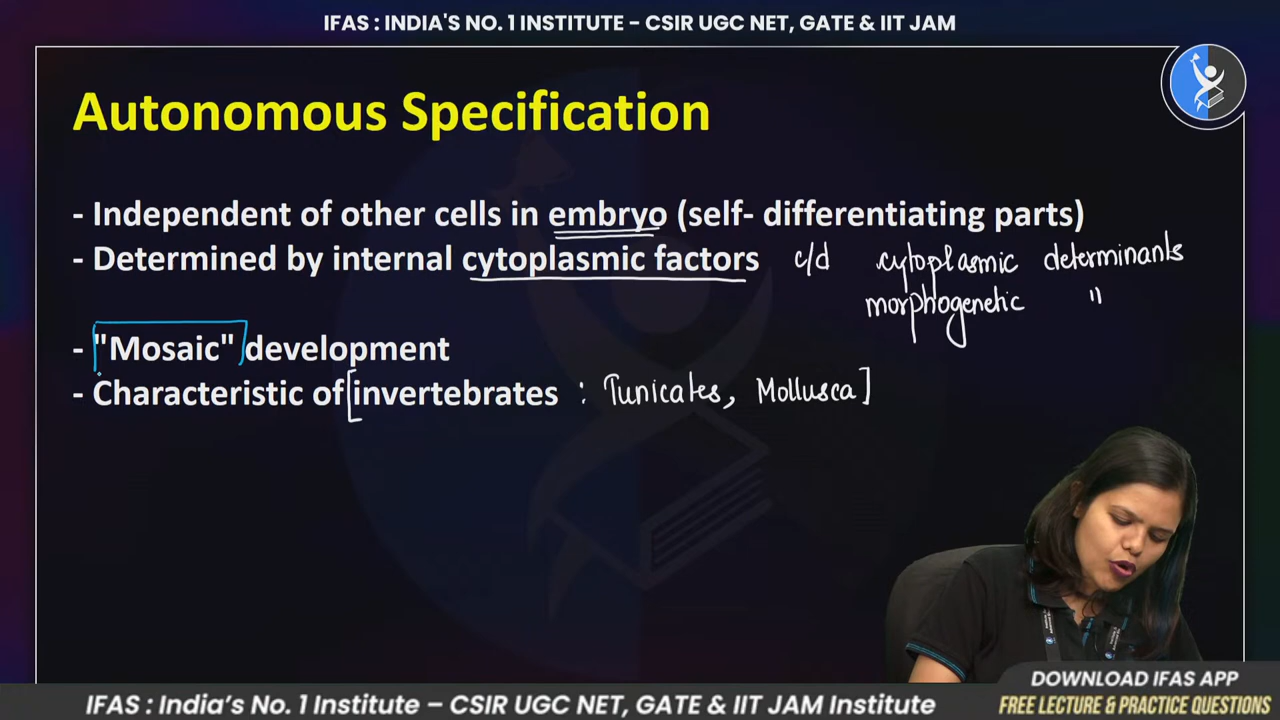 IFAS : INDIA'S NO. 1 INSTITUTE - CSIR UGC NET, GATE & IIT JAM
Autonomous Specification
- Independent of other cells in embryo (self- differentiating parts)
- Determined by internal cytoplasmic factors c/d cytoplasmic determinants
morphogenetic "
- "Mosaic" development
- Characteristic of [invertebrates : Tunicates, Mollusca]
DOWNLOAD IFAS APP
FREE LECTURE & PRACTICE QUESTIONS
IFAS : India's No. 1 Institute – CSIR UGC NET, GATE & IIT JAM Institute